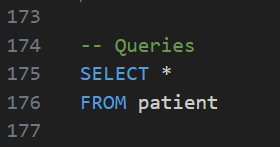 173
174 -- Queries
175 SELECT *
176 FROM patient
177